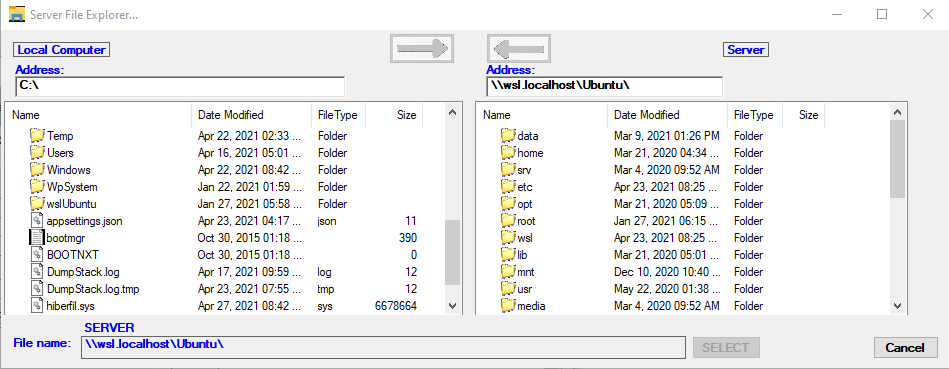 Server File Explorer...
Local Computer
Server
Address:
Address:
C:\
\\wsl.localhost\Ubuntu\
Name Date Modified FileType Size
Temp Apr 22, 2021 02:33 ... Folder
Users Apr 16, 2021 05:01 ... Folder
Windows Apr 22, 2021 08:42 ... Folder
WpSystem Jan 22, 2021 01:59 ... Folder
wslUbuntu Jan 27, 2021 05:58 ... Folder
appsettings.json Apr 23, 2021 04:17 ... json 11
bootmgr Oct 30, 2015 01:18 ... 390
BOOTNXT Oct 30, 2015 01:18 ... 0
DumpStack.log Apr 17, 2021 09:59 ... log 12
DumpStack.log.tmp Apr 23, 2021 07:55 ... tmp 12
hiberfil.sys Apr 27, 2021 08:42 ... sys 6678664
Name Date Modified FileType Size
data Mar 9, 2021 01:26 PM Folder
home Mar 21, 2020 04:34 ... Folder
srv Mar 4, 2020 09:52 AM Folder
etc Apr 23, 2021 08:25 ... Folder
opt Mar 21, 2020 05:09 ... Folder
root Jan 27, 2021 06:15 ... Folder
wsl Apr 23, 2021 08:25 ... Folder
lib Mar 21, 2020 05:01 ... Folder
mnt Dec 10, 2020 10:40 ... Folder
usr May 22, 2020 01:38 ... Folder
media Mar 4, 2020 09:52 AM Folder
SERVER
File name: \\wsl.localhost\Ubuntu\ SELECT Cancel